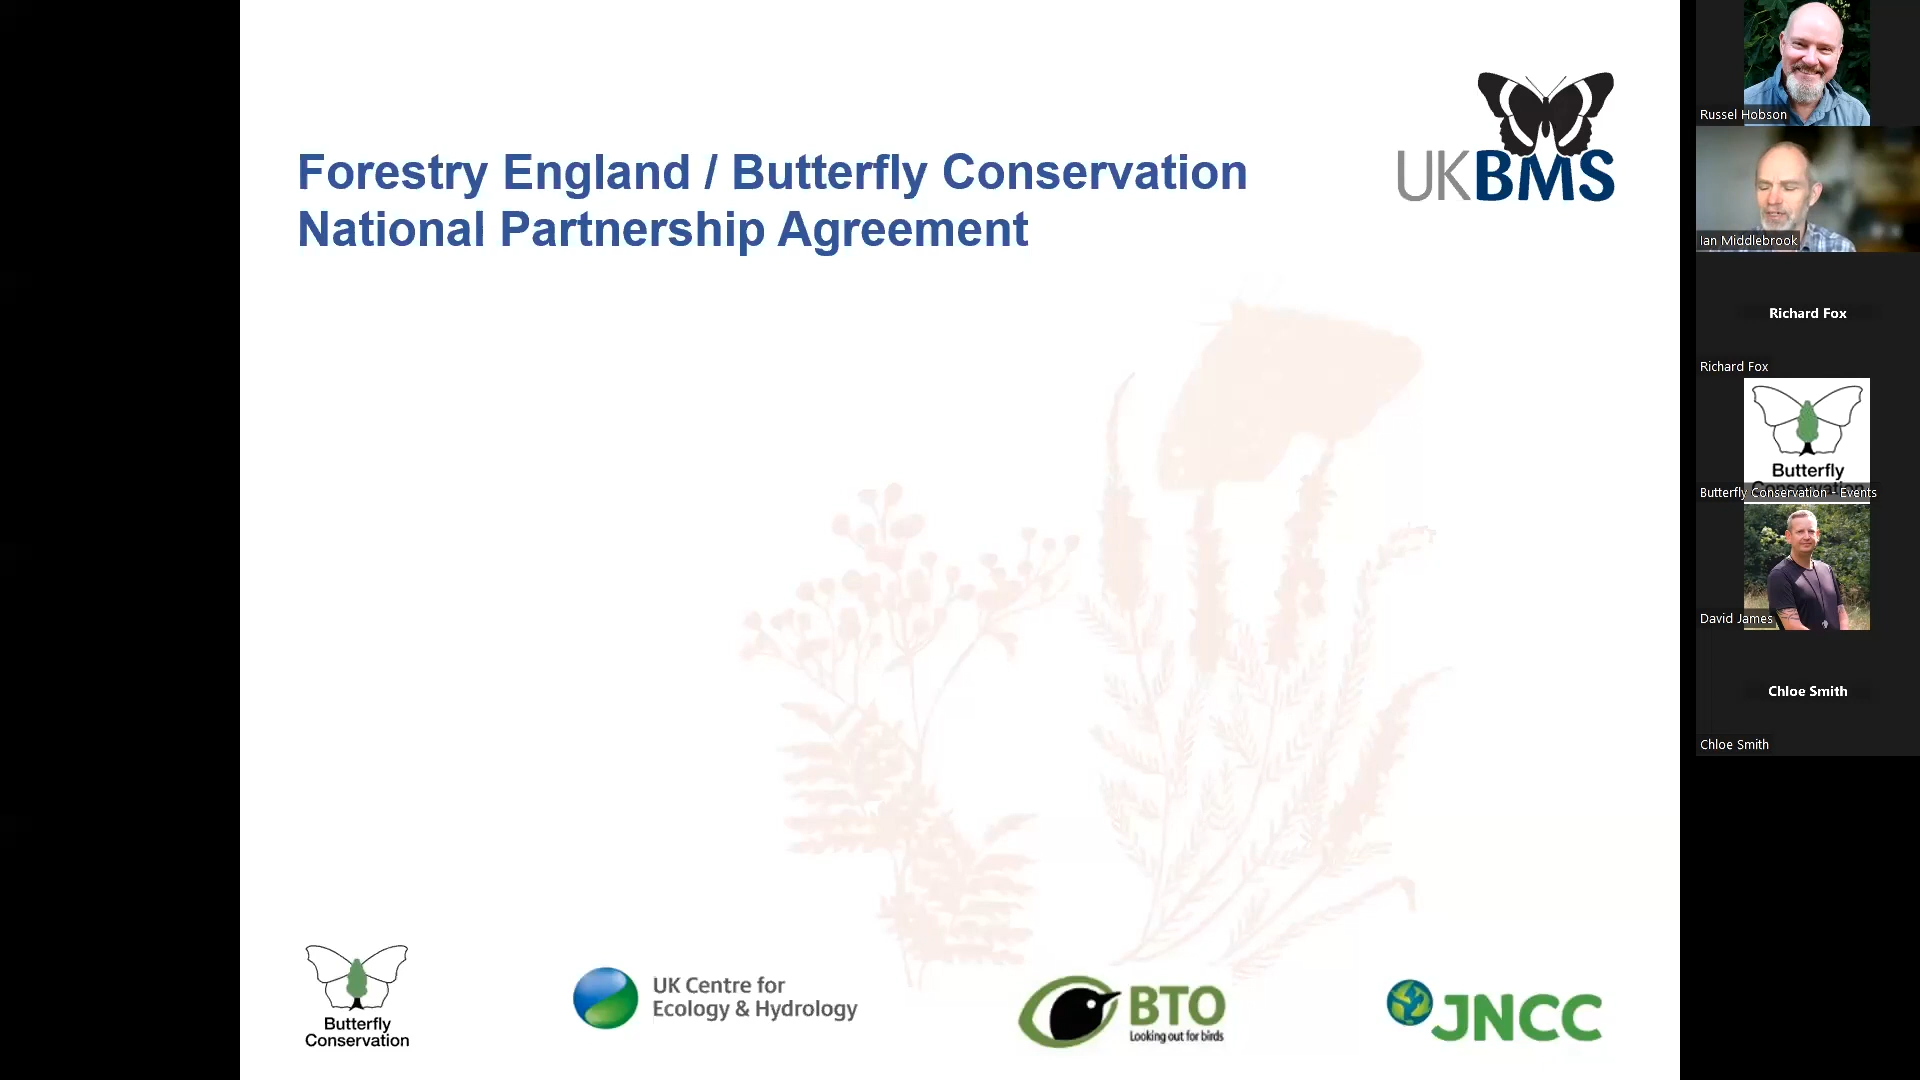 Forestry England / Butterfly Conservation
National Partnership Agreement
UKBMS
Butterfly
Conservation
UK Centre for
Ecology & Hydrology
BTO
Looking out for birds
JNCC
Russel Hobson
Ian Middlebrook
Richard Fox
Richard Fox
Butterfly
Conservation
Butterfly Conservation - Events
David James
Chloe Smith
Chloe Smith